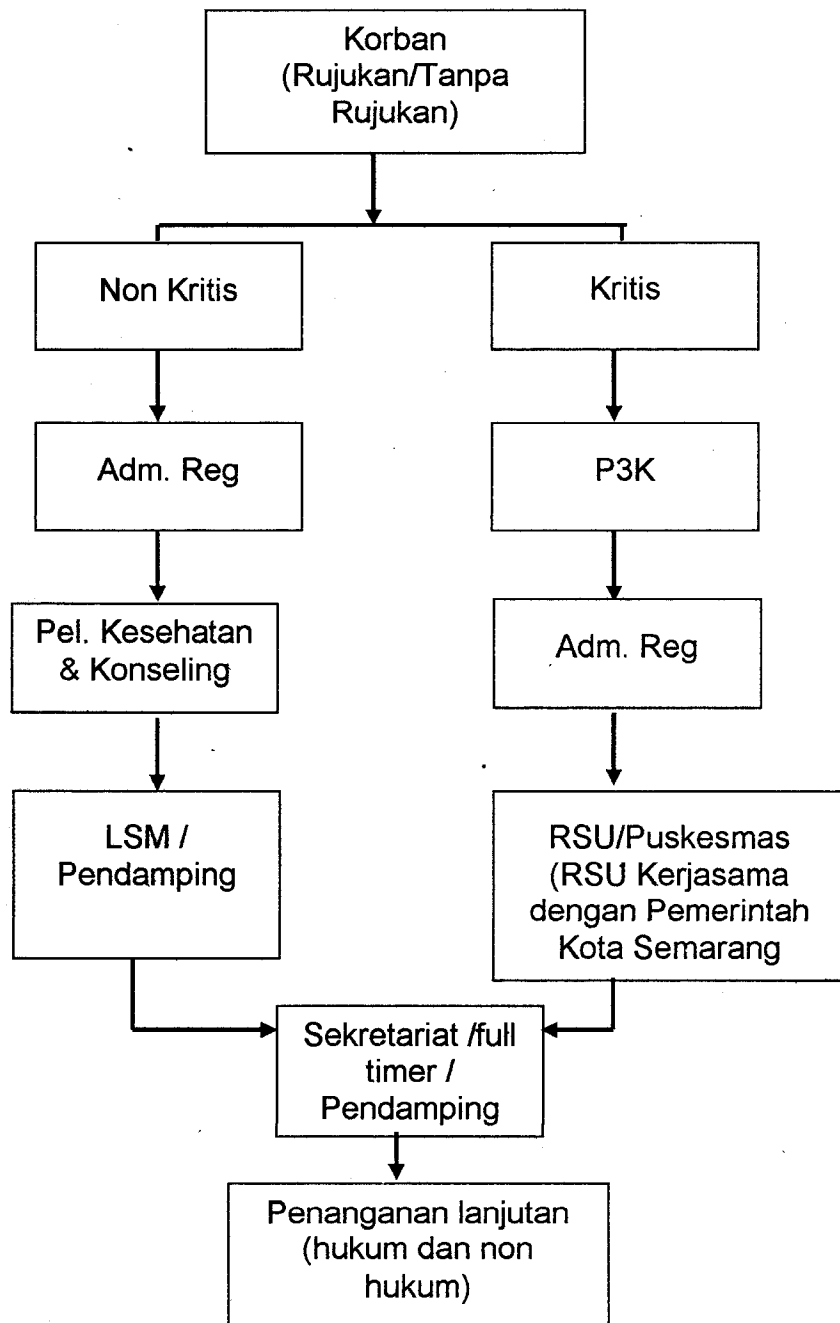 Korban
(Rujukan/Tanpa
Rujukan)
Non Kritis
Kritis
Adm. Reg
P3K
Pel. Kesehatan
& Konseling
Adm. Reg
LSM /
Pendamping
RSU/Puskesmas
(RSU Kerjasama
dengan Pemerintah
Kota Semarang
Sekretariat /full
timer /
Pendamping
Penanganan lanjutan
(hukum dan non
hukum)